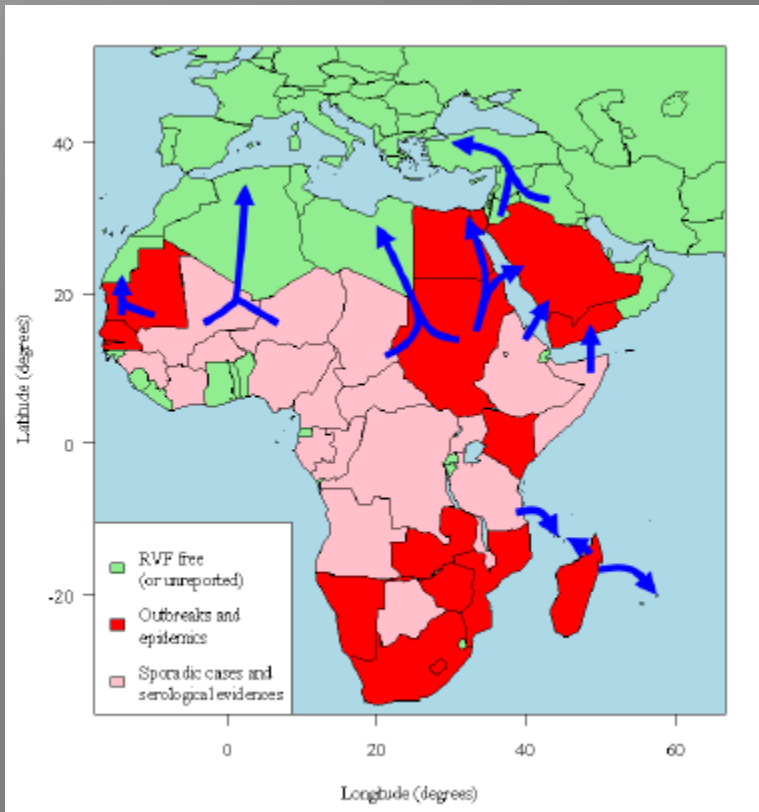 40
20
0
-20
Latitude (degrees)
RVF free
(or unreported)
Outbreaks and
epidemics
Sporadic cases and
serological evidences
0 20 40 60
Longitude (degrees)